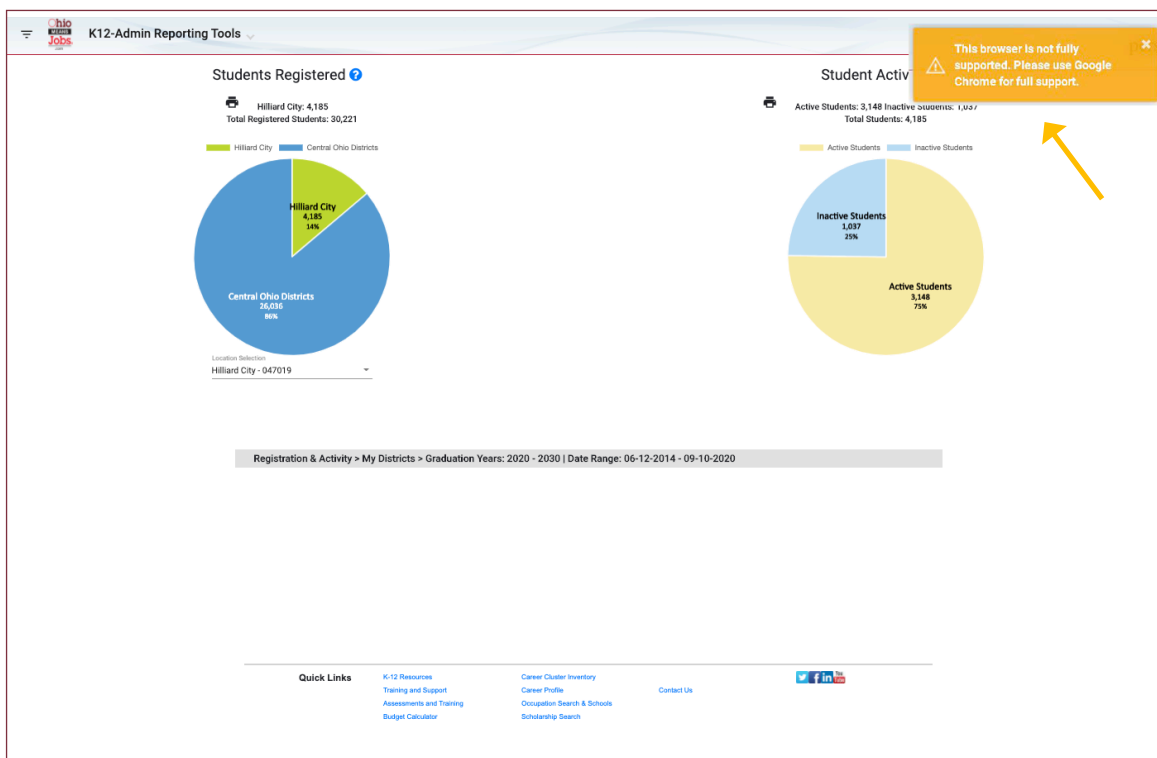 Ohio
MEANS
Jobs
.com
K12-Admin Reporting Tools
This browser is not fully
supported. Please use Google
Chrome for full support.
×
Students Registered ?
Hilliard City: 4,185
Total Registered Students: 30,221
Hilliard City Central Ohio Districts
Hilliard City
4,185
14%
Central Ohio Districts
26,036
86%
Location Selection
Hilliard City - 047019
Student Activ
Active Students: 3,148 Inactive Students: 1,037
Total Students: 4,185
Active Students Inactive Students
Inactive Students
1,037
25%
Active Students
3,148
75%
Registration & Activity > My Districts > Graduation Years: 2020 - 2030 | Date Range: 06-12-2014 - 09-10-2020
Quick Links
K-12 Resources
Training and Support
Assessments and Training
Budget Calculator
Career Cluster Inventory
Career Profile
Occupation Search & Schools
Scholarship Search
Contact Us
f in You Tube